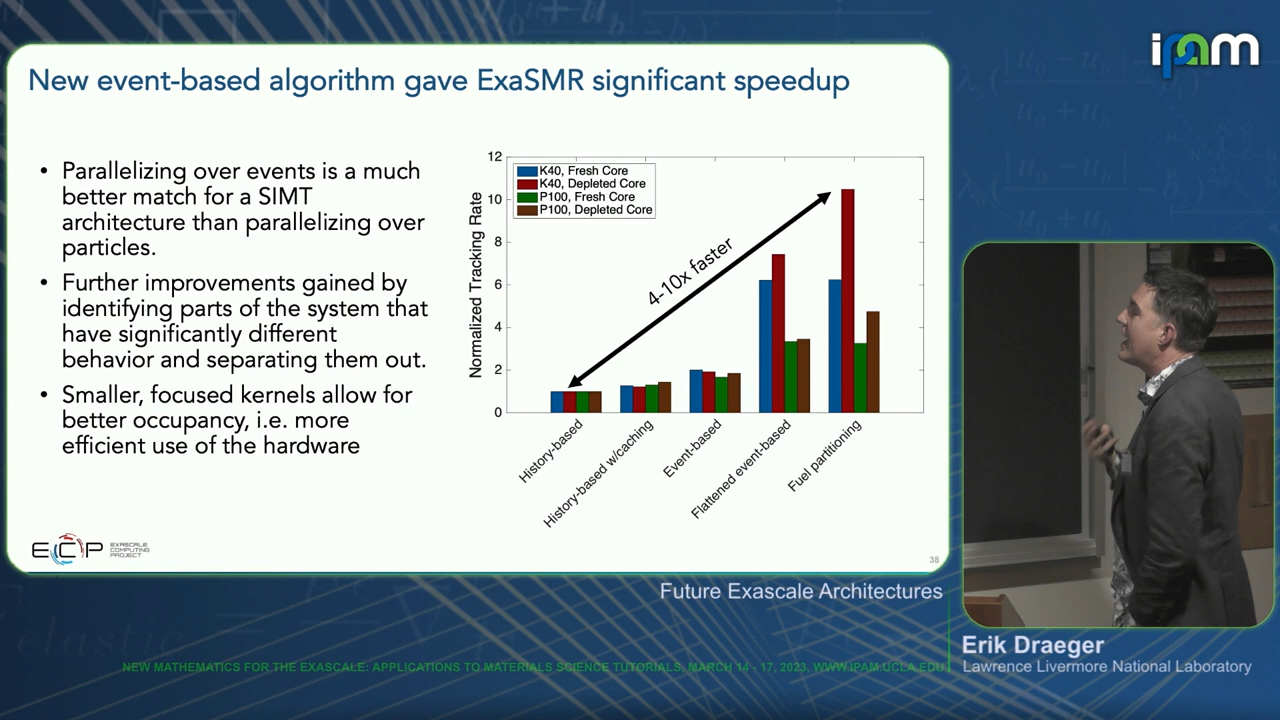 ipam
New event-based algorithm gave ExaSMR significant speedup
• Parallelizing over events is a much
better match for a SIMT
architecture than parallelizing over
particles.
• Further improvements gained by
identifying parts of the system that
have significantly different
behavior and separating them out.
• Smaller, focused kernels allow for
better occupancy, i.e. more
efficient use of the hardware
Normalized Tracking Rate
12
10
8
6
4
2
0
K40, Fresh Core
K40, Depleted Core
P100, Fresh Core
P100, Depleted Core
4-10x faster
History-based
History-based w/caching
Event-based
Flattened event-based
Fuel partitioning
ECP
EXASCALE
COMPUTING
PROJECT
38
Future Exascale Architectures
Erik Draeger
Lawrence Livermore National Laboratory
NEW MATHEMATICS FOR THE EXASCALE: APPLICATIONS TO MATERIALS SCIENCE TUTORIALS, MARCH 14 - 17, 2023, WWW.IPAM.UCLA.EDU
elastic